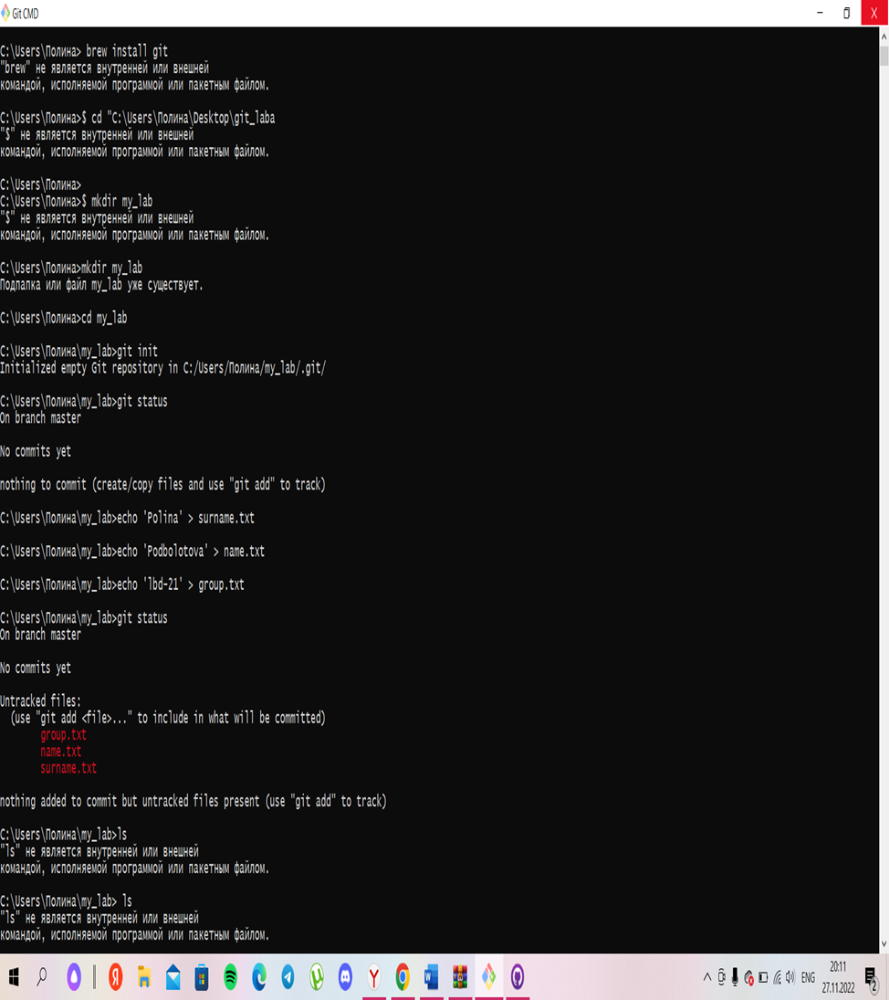 Git CMD
C:\Users\Полина> brew install git
"brew" не является внутренней или внешней
командой, исполняемой программой или пакетным файлом.
C:\Users\Полина>$ cd "C:\Users\Полина\Desktop\git_laba
"$" не является внутренней или внешней
командой, исполняемой программой или пакетным файлом.
C:\Users\Полина>
C:\Users\Полина>$ mkdir my_lab
"$" не является внутренней или внешней
командой, исполняемой программой или пакетным файлом.
C:\Users\Полина>mkdir my_lab
Подпапка или файл my_lab уже существует.
C:\Users\Полина>cd my_lab
C:\Users\Полина\my_lab>git init
Initialized empty Git repository in C:/Users/Полина/my_lab/.git/
C:\Users\Полина\my_lab>git status
On branch master
No commits yet
nothing to commit (create/copy files and use "git add" to track)
C:\Users\Полина\my_lab>echo 'Polina' > surname.txt
C:\Users\Полина\my_lab>echo 'Podbolotova' > name.txt
C:\Users\Полина\my_lab>echo 'lbd-21' > group.txt
C:\Users\Полина\my_lab>git status
On branch master
No commits yet
Untracked files:
(use "git add <file>..." to include in what will be committed)
group.txt
name.txt
surname.txt
nothing added to commit but untracked files present (use "git add" to track)
C:\Users\Полина\my_lab>ls
"ls" не является внутренней или внешней
командой, исполняемой программой или пакетным файлом.
C:\Users\Полина\my_lab> ls
"ls" не является внутренней или внешней
командой, исполняемой программой или пакетным файлом.
ENG
20:11
27.11.2022
2